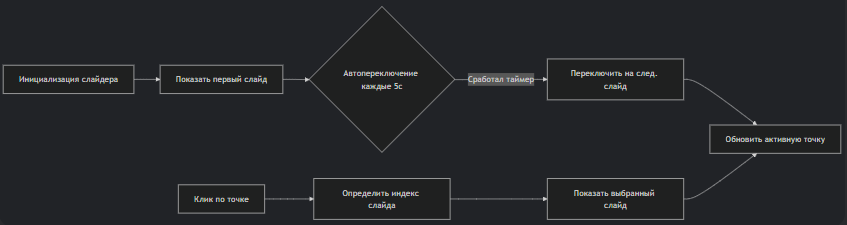 Инициализация слайдера
Показать первый слайд
Автопереключение
каждые 5с
Сработал таймер
Переключить на след.
слайд
Обновить активную точку
Клик по точке
Определить индекс
слайда
Показать выбранный
слайд